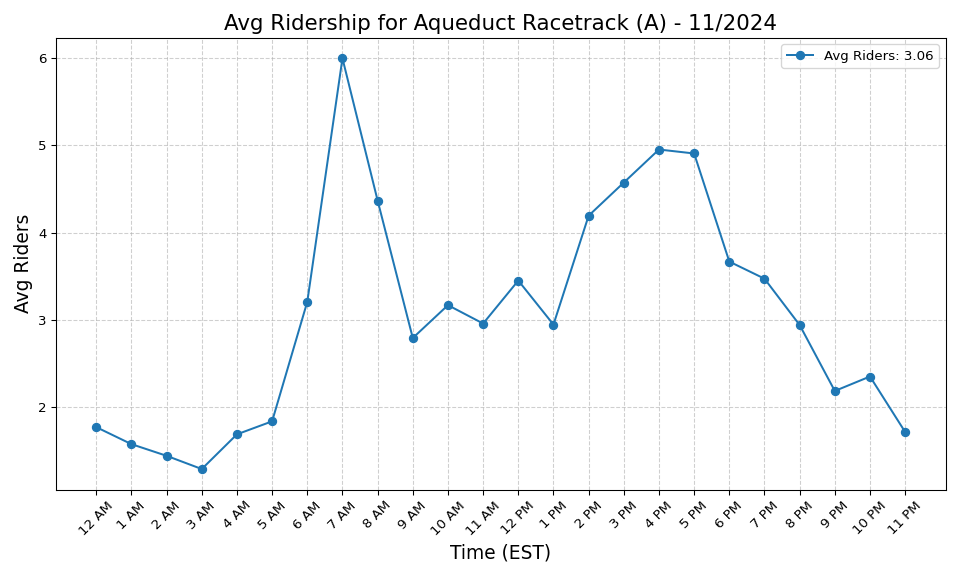 Avg Ridership for Aqueduct Racetrack (A) - 11/2024
Avg Riders: 3.06
6
5
4
3
2
Avg Riders
12 AM
1 AM
2 AM
3 AM
4 AM
5 AM
6 AM
7 AM
8 AM
9 AM
10 AM
11 AM
12 PM
1 PM
2 PM
3 PM
4 PM
5 PM
6 PM
7 PM
8 PM
9 PM
10 PM
11 PM
Time (EST)